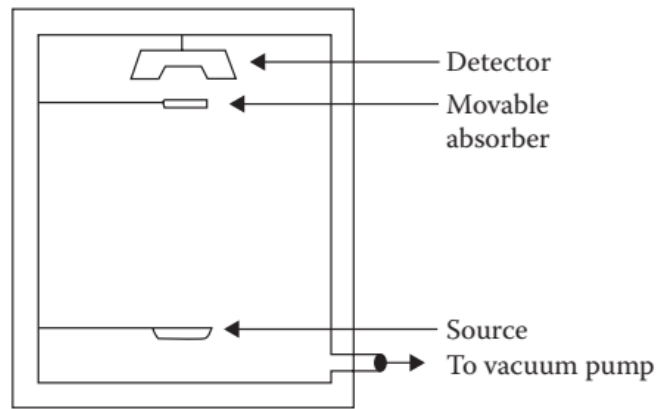 Detector
Movable
absorber
Source
To vacuum pump